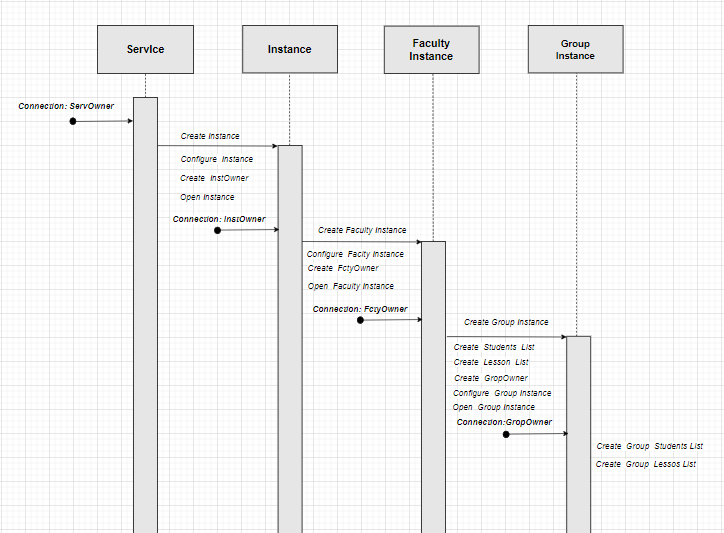 Service
Instance
Faculty
Instance
Group
Instance
Connection: ServOwner
Create Instance
Configure Instance
Create InstOwner
Open Instance
Connection: InstOwner
Create Faculty Instance
Configure Facity Instance
Create FctyOwner
Open Faculty Instance
Connection: FctyOwner
Create Group Instance
Create Students List
Create Lesson List
Create GropOwner
Configure Group Instance
Open Group Instance
Connection:GropOwner
Create Group Students List
Create Group Lessos List